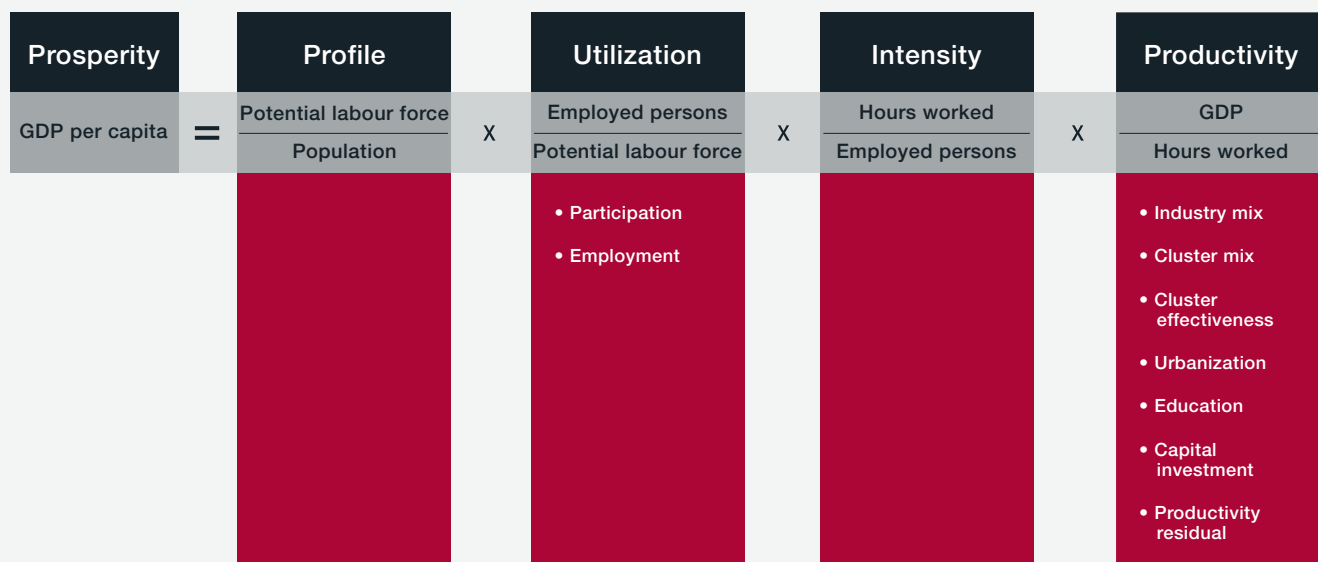 Prosperity
Profile
Utilization
Intensity
Productivity
GDP per capita
=
Potential labour force
Population
x
Employed persons
Potential labour force
x
Hours worked
Employed persons
x
GDP
Hours worked
• Participation
• Employment
• Industry mix
• Cluster mix
• Cluster
effectiveness
• Urbanization
• Education
• Capital
investment
• Productivity
residual